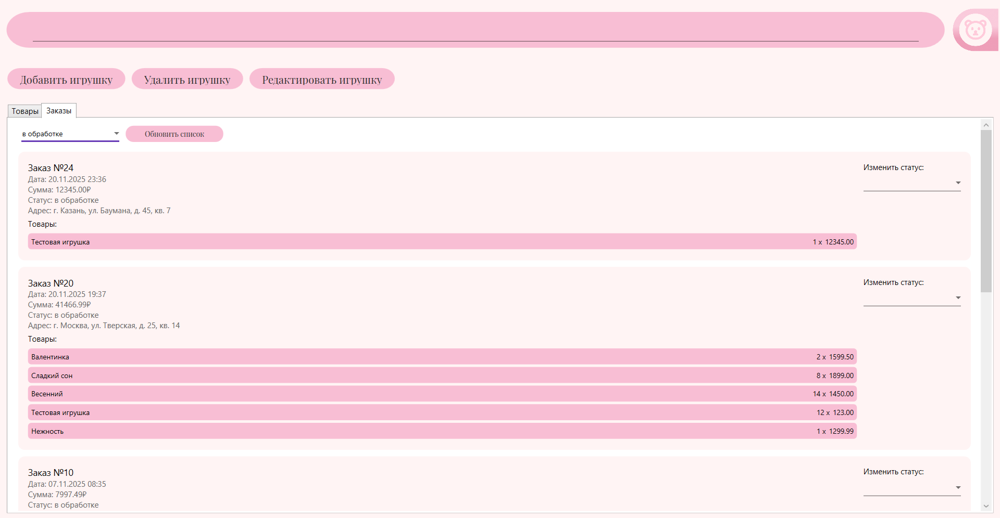 Добавить игрушку Удалить игрушку Редактировать игрушку
Товары Заказы
в обработке Обновить список
Заказ №24 Изменить статус:
Дата: 20.11.2025 23:36
Сумма: 12345.00₽
Статус: в обработке
Адрес: г. Казань, ул. Баумана, д. 45, кв. 7
Товары:
Тестовая игрушка 1 x 12345.00
Заказ №20 Изменить статус:
Дата: 20.11.2025 19:37
Сумма: 41466.99₽
Статус: в обработке
Адрес: г. Москва, ул. Тверская, д. 25, кв. 14
Товары:
Валентинка 2 x 1599.50
Сладкий сон 8 x 1899.00
Весенний 14 x 1450.00
Тестовая игрушка 12 x 123.00
Нежность 1 x 1299.99
Заказ №10 Изменить статус:
Дата: 07.11.2025 08:35
Сумма: 7997.49₽
Статус: в обработке